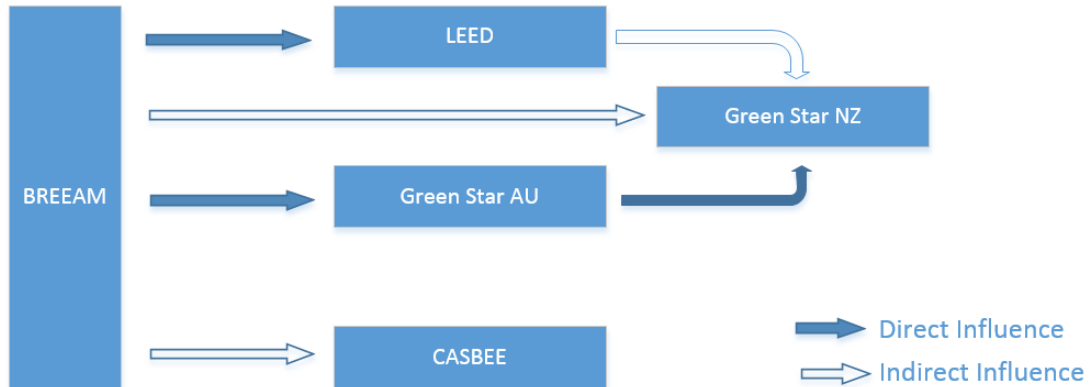 LEED
Green Star NZ
BREEAM
Green Star AU
CASBEE
Direct Influence
Indirect Influence